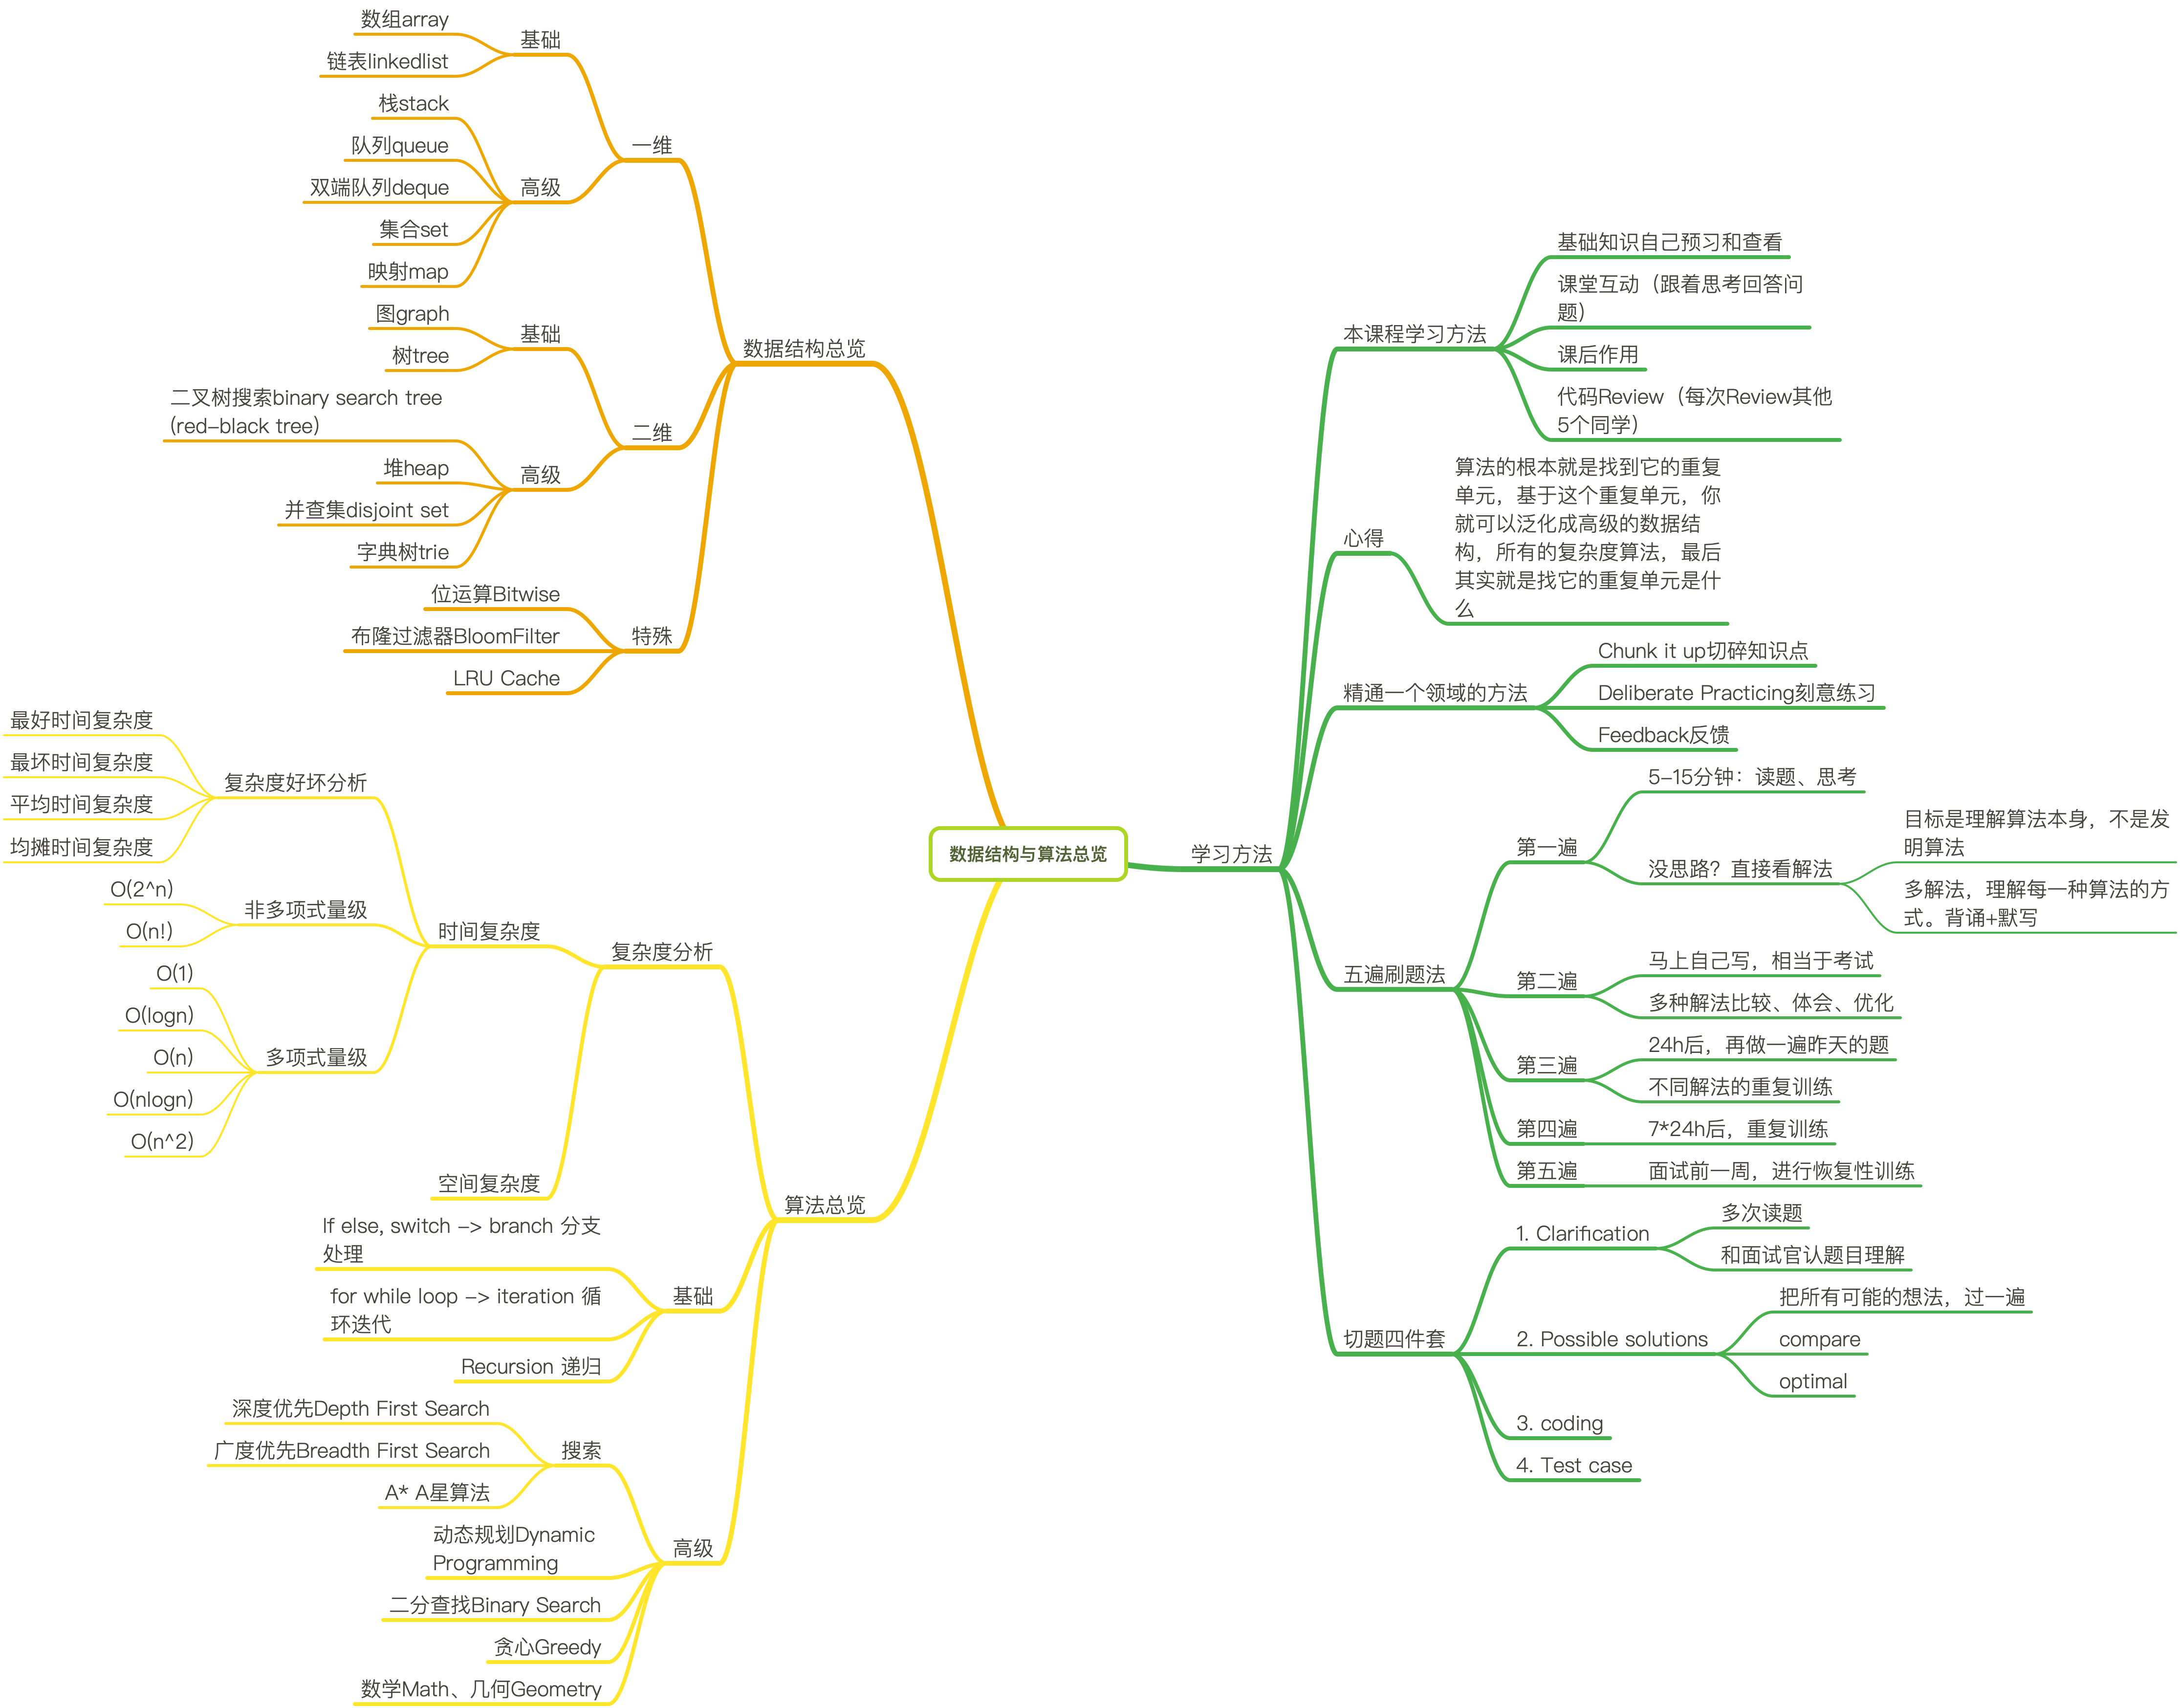 数据结构与算法总览
数据结构总览
一维
基础
数组array
链表linkedlist
高级
栈stack
队列queue
双端队列deque
集合set
映射map
二维
基础
图graph
树tree
高级
二叉树搜索binary search tree
(red-black tree)
堆heap
并查集disjoint set
字典树trie
特殊
位运算Bitwise
布隆过滤器BloomFilter
LRU Cache
算法总览
复杂度分析
时间复杂度
复杂度好坏分析
最好时间复杂度
最坏时间复杂度
平均时间复杂度
均摊时间复杂度
非多项式量级
O(2^n)
O(n!)
多项式量级
O(1)
O(logn)
O(n)
O(nlogn)
O(n^2)
空间复杂度
基础
If else, switch -> branch 分支
处理
for while loop -> iteration 循
环迭代
Recursion 递归
高级
搜索
深度优先Depth First Search
广度优先Breadth First Search
A* A星算法
动态规划Dynamic
Programming
二分查找Binary Search
贪心Greedy
数学Math、几何Geometry
学习方法
本课程学习方法
基础知识自己预习和查看
课堂互动（跟着思考回答问
题）
课后作用
代码Review（每次Review其他
5个同学）
心得
算法的根本就是找到它的重复
单元，基于这个重复单元，你
就可以泛化成高级的数据结
构，所有的复杂度算法，最后
其实就是找它的重复单元是什
么
精通一个领域的方法
Chunk it up切碎知识点
Deliberate Practicing刻意练习
Feedback反馈
五遍刷题法
第一遍
5-15分钟：读题、思考
没思路？直接看解法
目标是理解算法本身，不是发
明算法
多解法，理解每一种算法的方
式。背诵+默写
第二遍
马上自己写，相当于考试
多种解法比较、体会、优化
第三遍
24h后，再做一遍昨天的题
不同解法的重复训练
第四遍
7*24h后，重复训练
第五遍
面试前一周，进行恢复性训练
切题四件套
1. Clarification
多次读题
和面试官认题目理解
2. Possible solutions
把所有可能的想法，过一遍
compare
optimal
3. coding
4. Test case